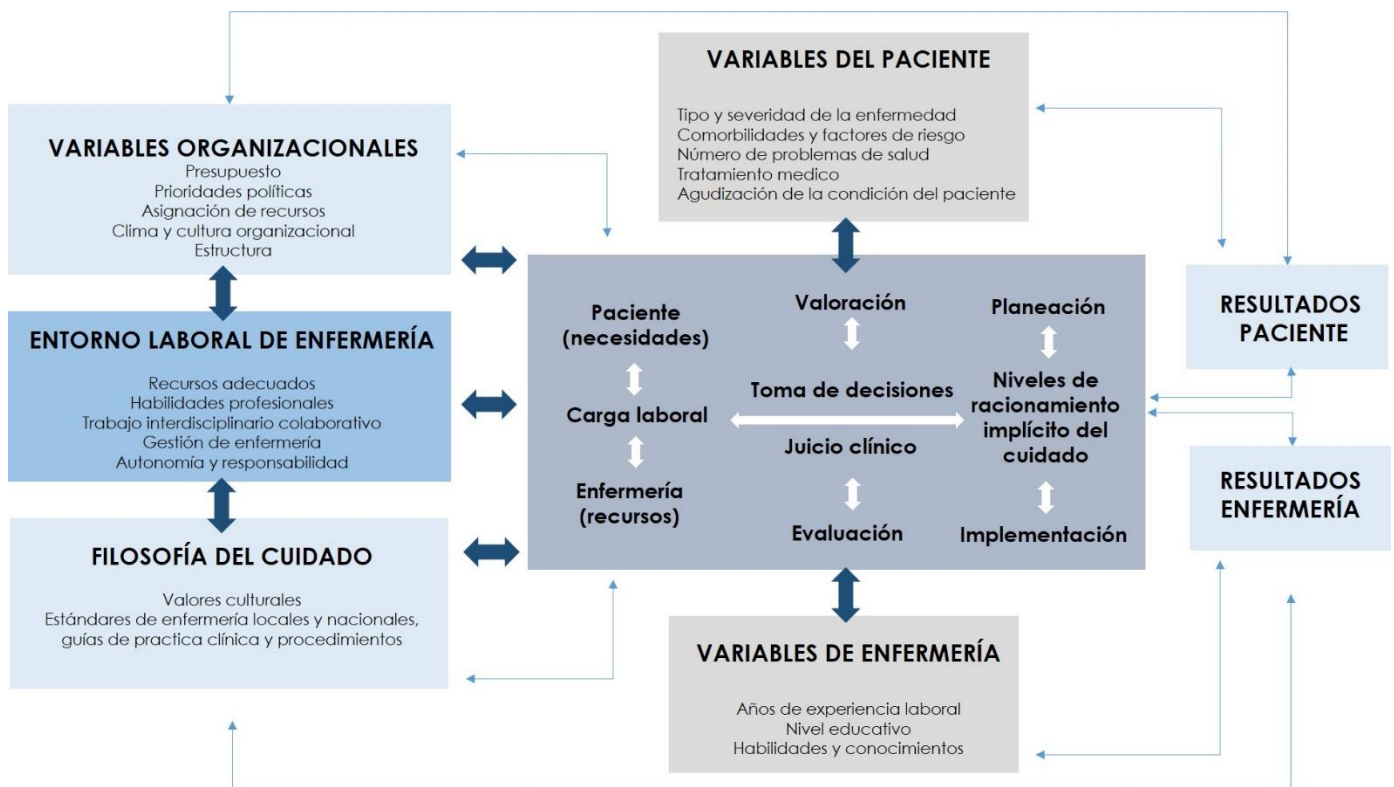 VARIABLES ORGANIZACIONALES
Presupuesto
Prioridades políticas
Asignación de recursos
Clima y cultura organizacional
Estructura
ENTORNO LABORAL DE ENFERMERÍA
Recursos adecuados
Habilidades profesionales
Trabajo interdisciplinario colaborativo
Gestión de enfermería
Autonomía y responsabilidad
FILOSOFÍA DEL CUIDADO
Valores culturales
Estándares de enfermería locales y nacionales,
guías de practica clínica y procedimientos
VARIABLES DEL PACIENTE
Tipo y severidad de la enfermedad
Comorbilidades y factores de riesgo
Número de problemas de salud
Tratamiento medico
Agudización de la condición del paciente
Paciente
(necesidades)
Carga laboral
Enfermería
(recursos)
Valoración
Toma de decisiones
Juicio clínico
Evaluación
Planeación
Niveles de
racionamiento
implícito del
cuidado
Implementación
VARIABLES DE ENFERMERÍA
Años de experiencia laboral
Nivel educativo
Habilidades y conocimientos
RESULTADOS
PACIENTE
RESULTADOS
ENFERMERÍA